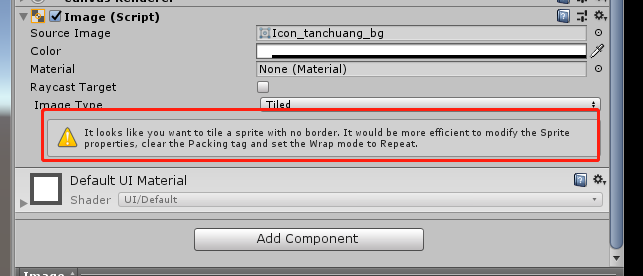 Image (Script)
Source Image Icon_tanchuang_bg
Color
Material None (Material)
Raycast Target
Image Type Tiled
It looks like you want to tile a sprite with no border. It would be more efficient to modify the Sprite
properties, clear the Packing tag and set the Wrap mode to Repeat.
Default UI Material
Shader UI/Default
Add Component